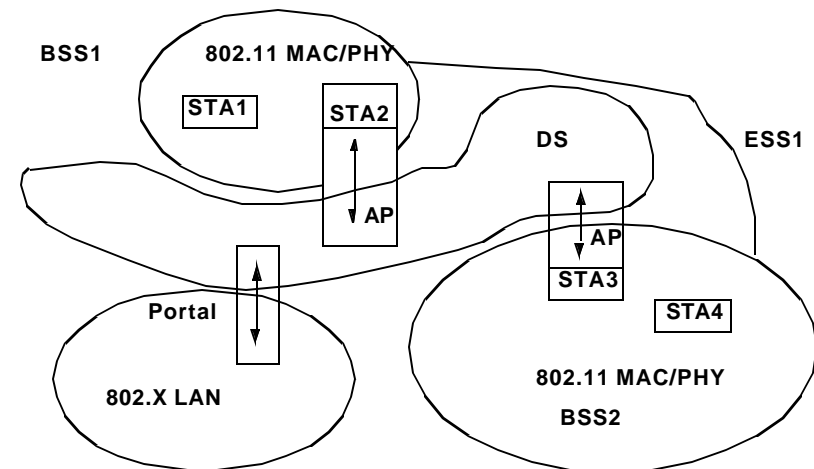 BSS1
802.11 MAC/PHY
STA1
STA2
DS
ESS1
AP
AP
STA3
Portal
STA4
802.11 MAC/PHY
802.X LAN
BSS2